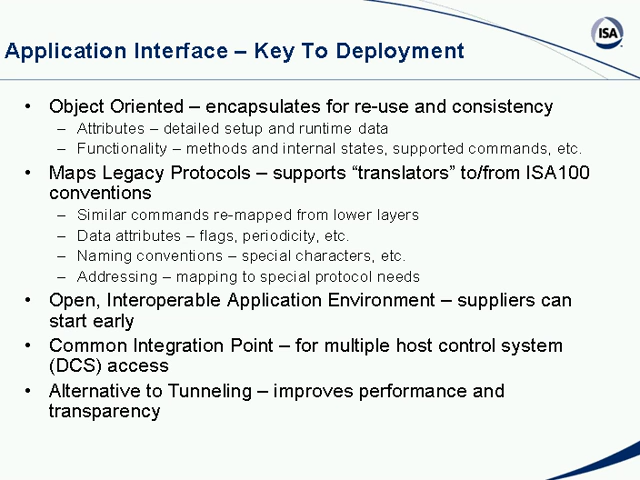 ISA
Application Interface – Key To Deployment
• Object Oriented – encapsulates for re-use and consistency
– Attributes – detailed setup and runtime data
– Functionality – methods and internal states, supported commands, etc.
• Maps Legacy Protocols – supports “translators” to/from ISA100
conventions
– Similar commands re-mapped from lower layers
– Data attributes – flags, periodicity, etc.
– Naming conventions – special characters, etc.
– Addressing – mapping to special protocol needs
• Open, Interoperable Application Environment – suppliers can
start early
• Common Integration Point – for multiple host control system
(DCS) access
• Alternative to Tunneling – improves performance and
transparency